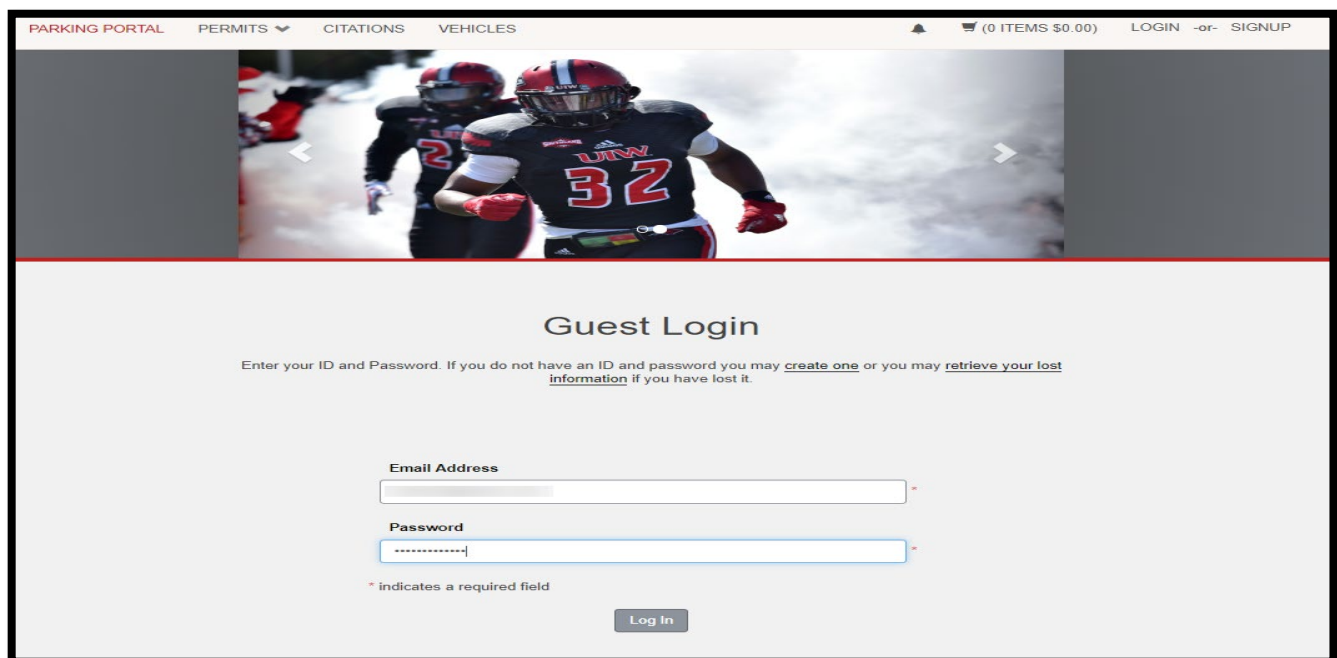 PARKING PORTAL PERMITS CITATIONS VEHICLES (0 ITEMS $0.00) LOGIN -or- SIGNUP
UIW
UIW
32
2
Guest Login
Enter your ID and Password. If you do not have an ID and password you may create one or you may retrieve your lost
information if you have lost it.
Email Address
*
Password
-------------
*
* indicates a required field
Log In